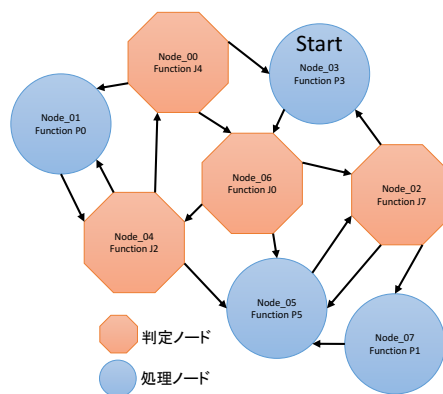 Node_00
Function J4
Start
Node_03
Function P3
Node_01
Function P0
Node_06
Function J0
Node_02
Function J7
Node_04
Function J2
Node_05
Function P5
Node_07
Function P1
判定ノード
処理ノード